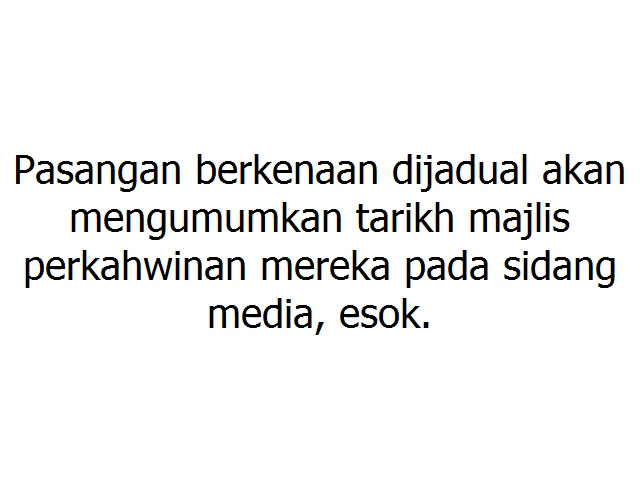 Pasangan berkenaan dijadual akan
mengumumkan tarikh majlis
perkahwinan mereka pada sidang
media, esok.